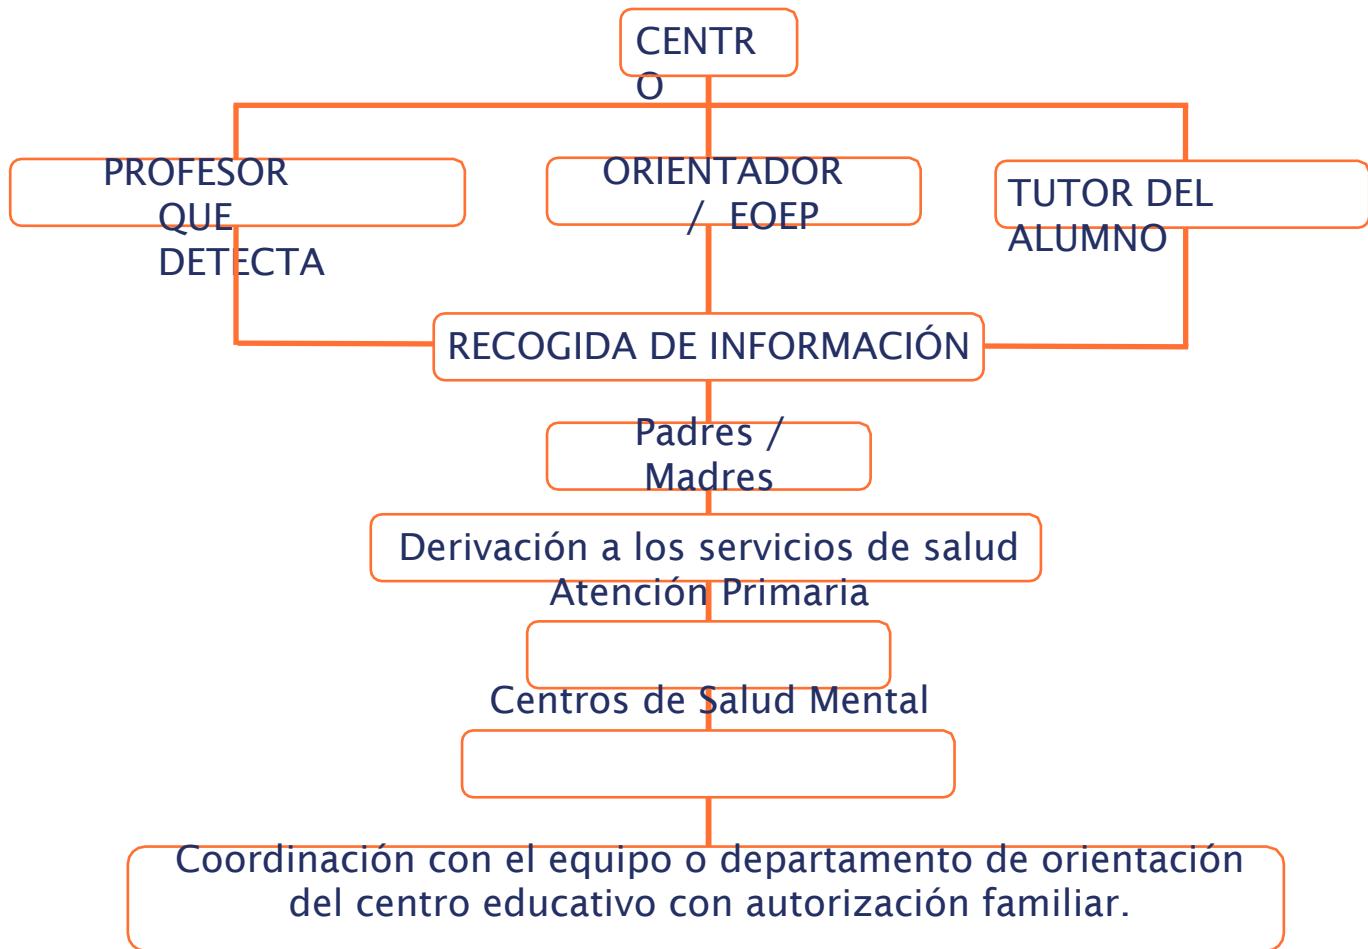 CENTR
O
PROFESOR
QUE
DETECTA
ORIENTADOR
/ EOEP
TUTOR DEL
ALUMNO
RECOGIDA DE INFORMACIÓN
Padres /
Madres
Derivación a los servicios de salud
Atención Primaria
Centros de Salud Mental
Coordinación con el equipo o departamento de orientación
del centro educativo con autorización familiar.